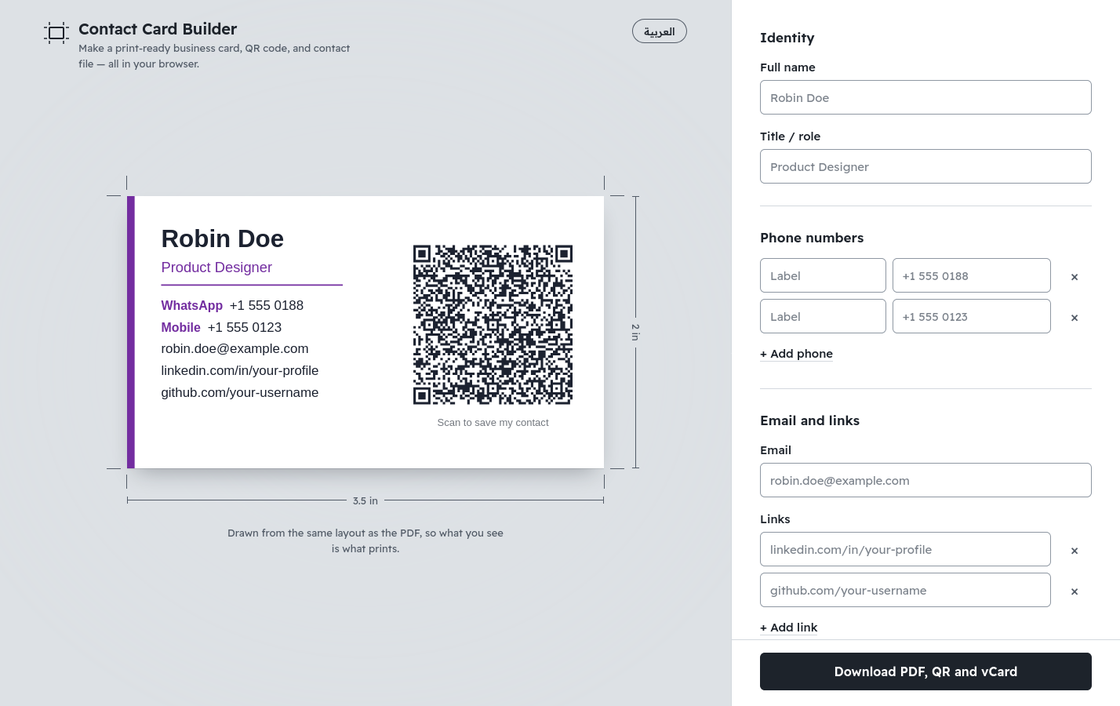 Contact Card Builder
Make a print-ready business card, QR code, and contact
file — all in your browser.
العربية
Robin Doe
Product Designer
WhatsApp +1 555 0188
Mobile +1 555 0123
robin.doe@example.com
linkedin.com/in/your-profile
github.com/your-username
Scan to save my contact
2 in
3.5 in
Drawn from the same layout as the PDF, so what you see
is what prints.
Identity
Full name
Robin Doe
Title / role
Product Designer
Phone numbers
Label +1 555 0188 ×
Label +1 555 0123 ×
+ Add phone
Email and links
Email
robin.doe@example.com
Links
linkedin.com/in/your-profile ×
github.com/your-username ×
+ Add link
Download PDF, QR and vCard